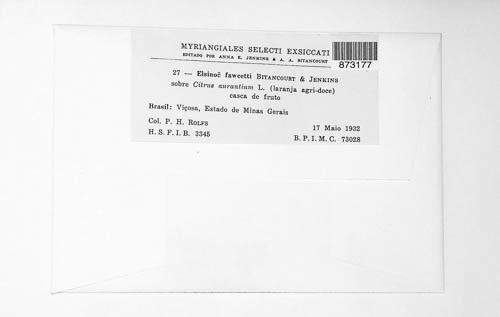 MYRIANGIALES SELECTI EXSICCATI
EDITADO POR ANNA E. JENKINS & A. A. BITANCOURT
873177
27 — Elsinoë fawcetti BITANCOURT & JENKINS
sobre Citrus aurantium L. (laranja agri-doce)
casca do fruto
Brasil: Viçosa, Estado de Minas Gerais
Col. P. H. ROLFS
17 Maio 1932
H. S. F. I. B. 3345
B. P. I. M. C. 73028